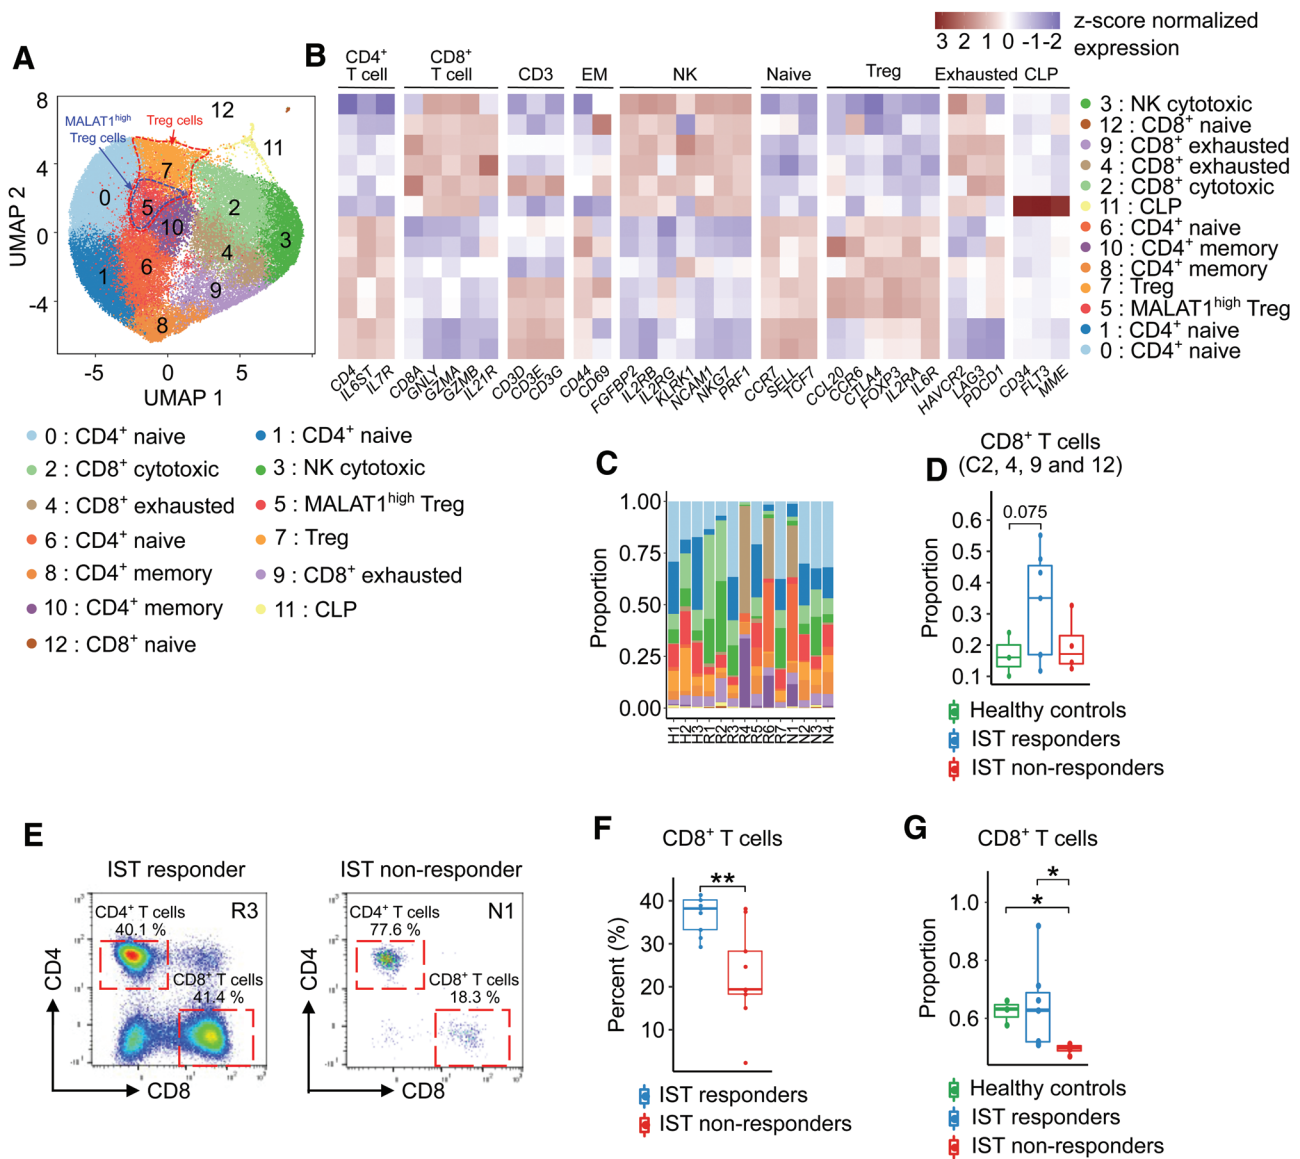 A
8
4
0
-4
-5
0
5
UMAP 2
UMAP 1
MALAT1high
Treg cells
Treg cells
12
11
7
0
5
2
10
3
4
6
1
9
8
B
z-score normalized
expression
3 2 1 0 -1 -2
CD4+
T cell
CD8+
T cell
CD3
EM
NK
Naive
Treg
Exhausted
CLP
3 : NK cytotoxic
12 : CD8+ naive
9 : CD8+ exhausted
4 : CD8+ exhausted
2 : CD8+ cytotoxic
11 : CLP
6 : CD4+ naive
10 : CD4+ memory
8 : CD4+ memory
7 : Treg
5 : MALAT1high Treg
1 : CD4+ naive
0 : CD4+ naive
CD4
IL6ST
IL7R
CD8A
GNLY
GZMA
GZMB
IL21R
CD3D
CD3E
CD3G
CD44
CD69
FGFBP2
IL2RB
IL2RG
KLRK1
NCAM1
NKG7
PRF1
CCR7
SELL
TCF7
CCL20
CCR6
CTLA4
FOXP3
IL2RA
IL6R
HAVCR2
LAG3
PDCD1
CD34
FLT3
MME
0 : CD4+ naive
1 : CD4+ naive
2 : CD8+ cytotoxic
3 : NK cytotoxic
4 : CD8+ exhausted
5 : MALAT1high Treg
6 : CD4+ naive
7 : Treg
8 : CD4+ memory
9 : CD8+ exhausted
10 : CD4+ memory
11 : CLP
12 : CD8+ naive
C
1.00
0.75
0.50
0.25
0.00
Proportion
H1
H2
H3
R1
R2
R3
R4
R5
R6
R7
N1
N2
N3
N4
D
CD8+ T cells
(C2, 4, 9 and 12)
0.075
0.6
0.5
0.4
0.3
0.2
0.1
Proportion
Healthy controls
IST responders
IST non-responders
E
IST responder
R3
CD4+ T cells
40.1 %
CD8+ T cells
41.4 %
CD4
CD8
IST non-responder
N1
CD4+ T cells
77.6 %
CD8+ T cells
18.3 %
CD4
CD8
F
CD8+ T cells
**
40
30
20
10
Percent (%)
IST responders
IST non-responders
G
CD8+ T cells
*
*
1.0
0.8
0.6
Proportion
Healthy controls
IST responders
IST non-responders